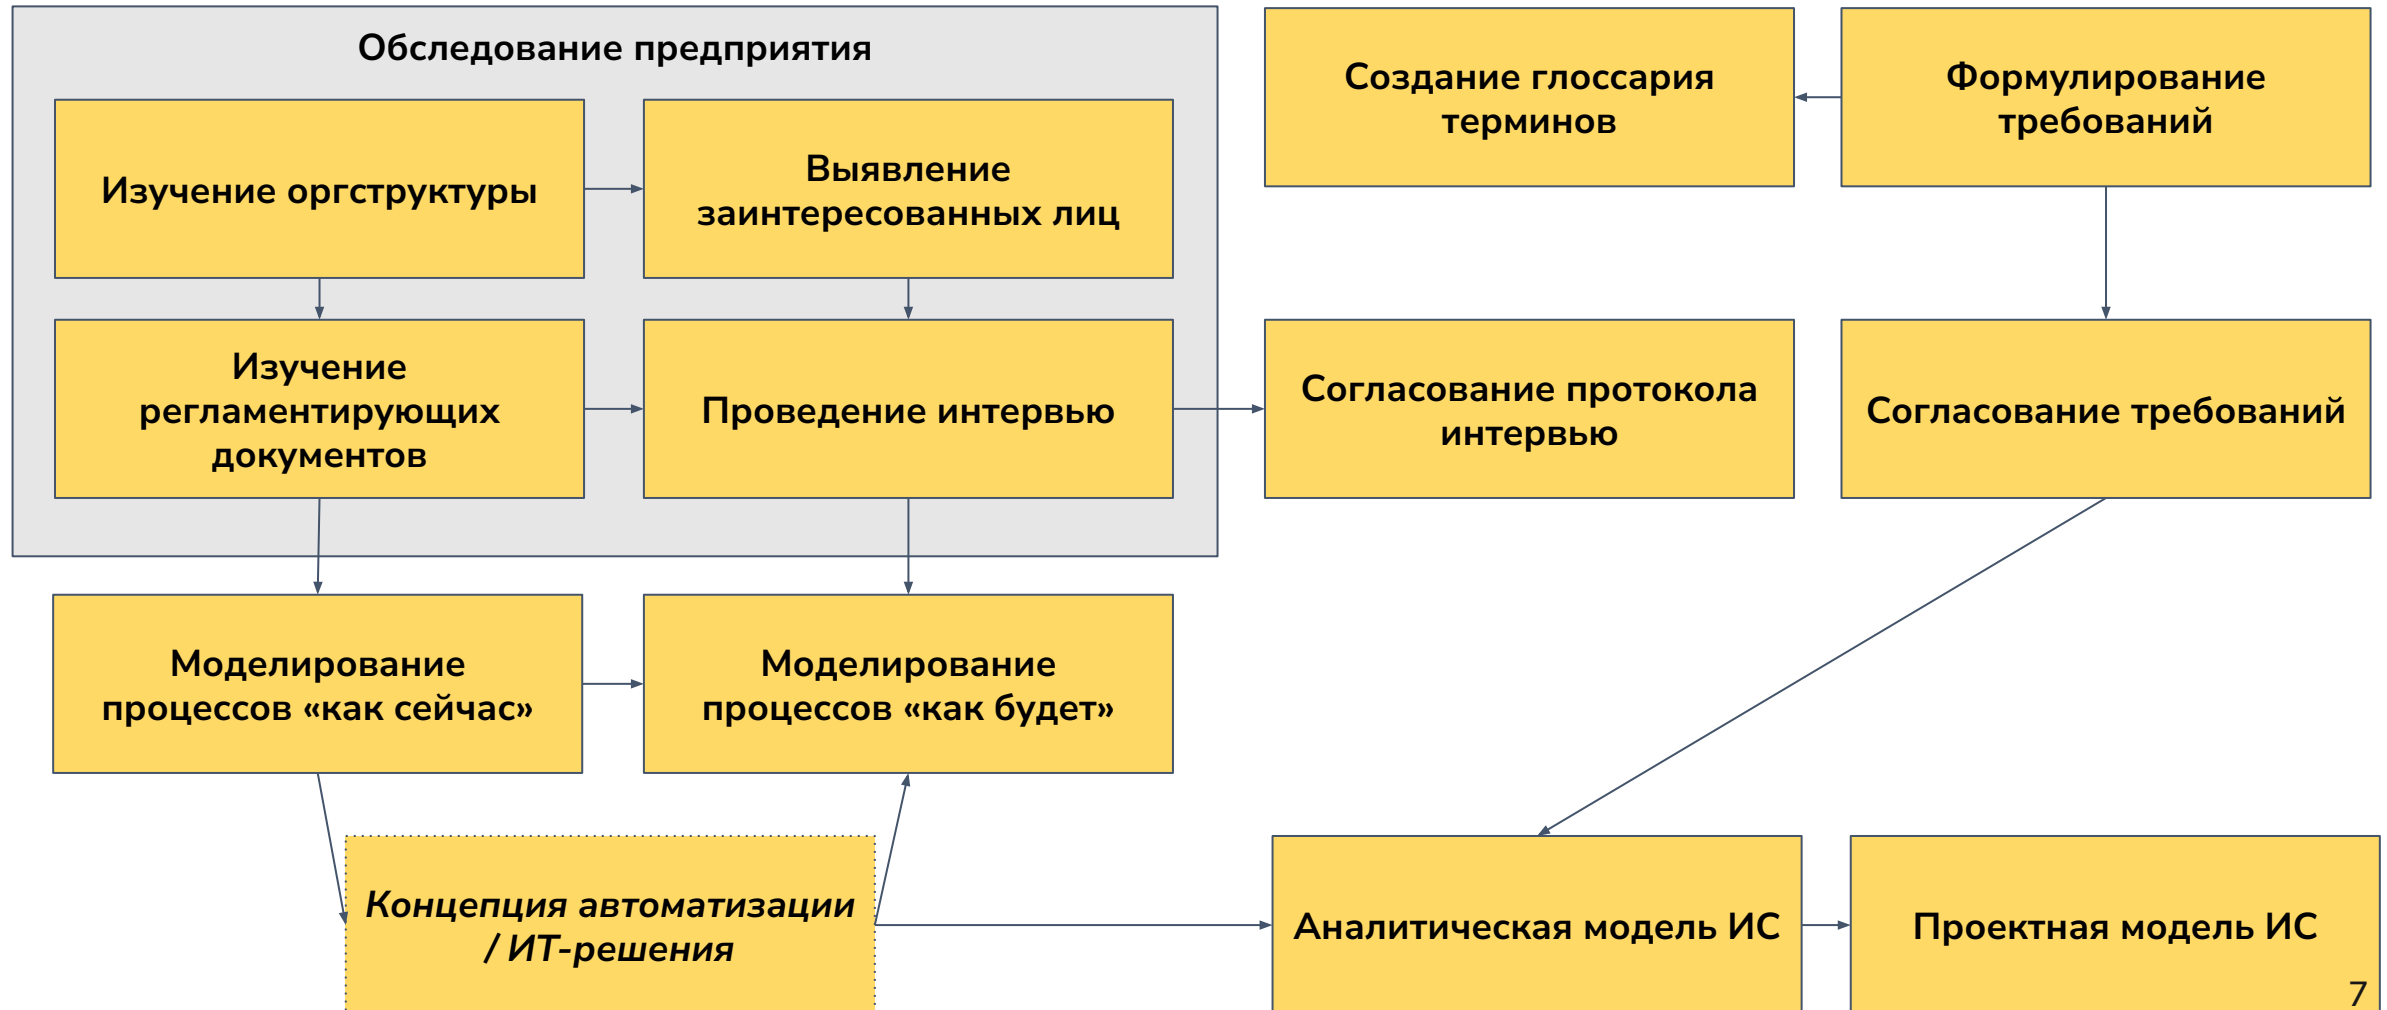 Обследование предприятия
Изучение оргструктуры
Выявление
заинтересованных лиц
Создание глоссария
терминов
Формулирование
требований
Изучение
регламентирующих
документов
Проведение интервью
Согласование протокола
интервью
Согласование требований
Моделирование
процессов «как сейчас»
Моделирование
процессов «как будет»
Концепция автоматизации
/ ИТ-решения
Аналитическая модель ИС
Проектная модель ИС
7